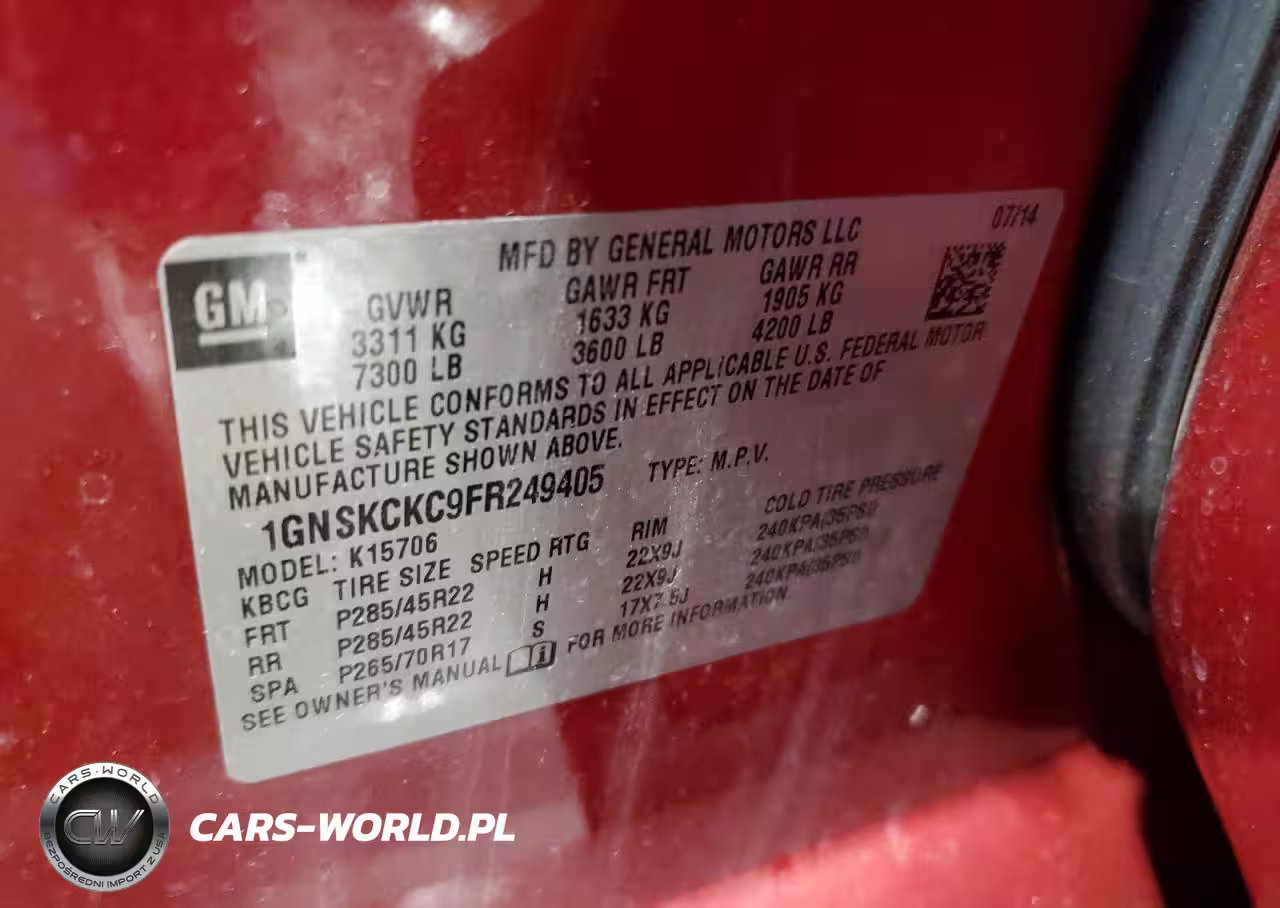 07/14
MFD BY GENERAL MOTORS LLC
GM
GVWR GAWR FRT GAWR RR
3311 KG 1633 KG 1905 KG
7300 LB 3600 LB 4200 LB
THIS VEHICLE CONFORMS TO ALL APPLICABLE U.S. FEDERAL MOTOR
VEHICLE SAFETY STANDARDS IN EFFECT ON THE DATE OF
MANUFACTURE SHOWN ABOVE.
1GNSKCKC9FR249405 TYPE: M.P.V.
MODEL: K15706
KBCG TIRE SIZE SPEED RTG RIM COLD TIRE PRESSURE
FRT P285/45R22 H 22X9J 240KPA(35PSI)
RR P285/45R22 H 22X9J 240KPA(35PSI)
SPA P265/70R17 S 17X7.5J 240KPA(35PSI)
SEE OWNER'S MANUAL i FOR MORE INFORMATION.
CARS-WORLD
CW
BEZPOŚREDNI IMPORT Z USA
CARS-WORLD.PL